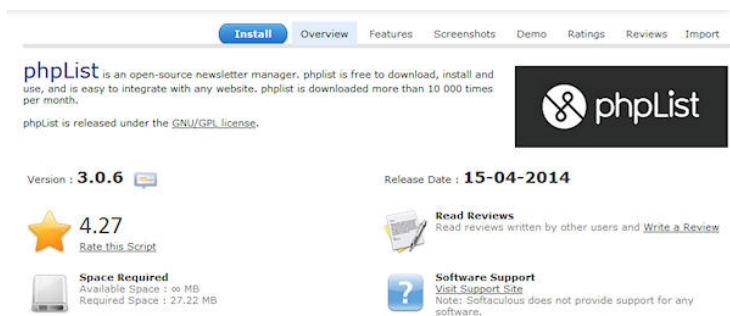 Install Overview Features Screenshots Demo Ratings Reviews Import
phpList is an open-source newsletter manager. phplist is free to download, install and
use, and is easy to integrate with any website. phplist is downloaded more than 10 000 times
per month.
phpList
phpList is released under the GNU/GPL license.
Version : 3.0.6
Release Date : 15-04-2014
4.27
Rate this Script
Read Reviews
Read reviews written by other users and Write a Review
Space Required
Available Space : ∞ MB
Required Space : 27.22 MB
Software Support
Visit Support Site
Note: Softaculous does not provide support for any
software.
?